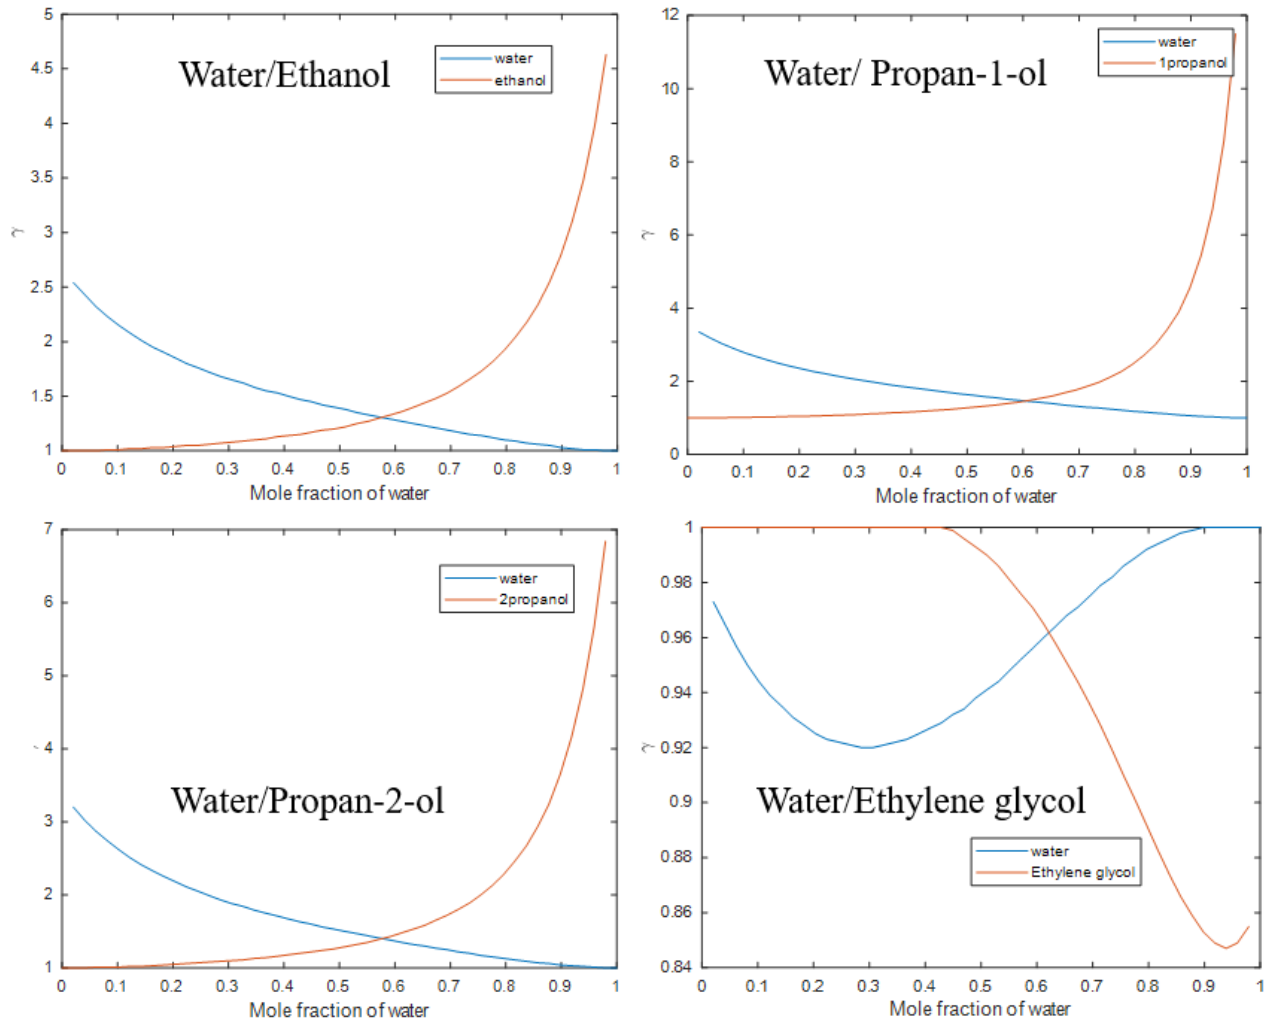 Water/Ethanol
water
ethanol
5
4.5
4
3.5
3
2.5
2
1.5
1
γ
0 0.1 0.2 0.3 0.4 0.5 0.6 0.7 0.8 0.9 1
Mole fraction of water
Water/ Propan-1-ol
water
1propanol
12
10
8
6
4
2
0
γ
0 0.1 0.2 0.3 0.4 0.5 0.6 0.7 0.8 0.9 1
Mole fraction of water
Water/Propan-2-ol
water
2propanol
7
6
5
4
3
2
1
0 0.1 0.2 0.3 0.4 0.5 0.6 0.7 0.8 0.9 1
Mole fraction of water
Water/Ethylene glycol
water
Ethylene glycol
1
0.98
0.96
0.94
0.92
0.9
0.88
0.86
0.84
γ
0 0.1 0.2 0.3 0.4 0.5 0.6 0.7 0.8 0.9 1
Mole fraction of water